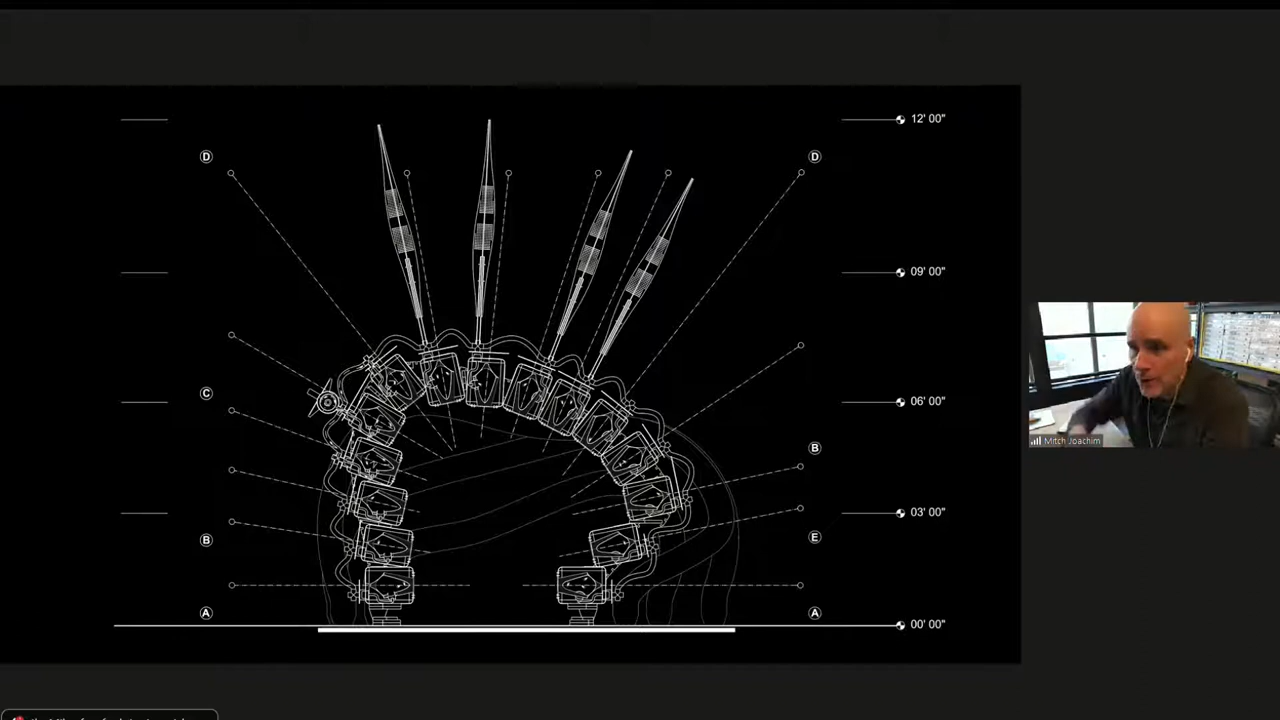 12' 00"
D D
09' 00"
C
06' 00"
Mitch Joachim
B
03' 00"
B
E
A A
00' 00"